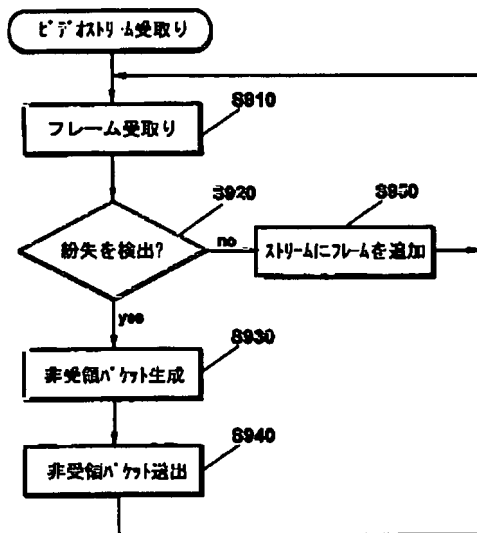 ビデオストリーム受取り
S910
フレーム受取り
S920
紛失を検出?
no
S950
ストリームにフレームを追加
yes
S930
非受領パケット生成
S940
非受領パケット送出